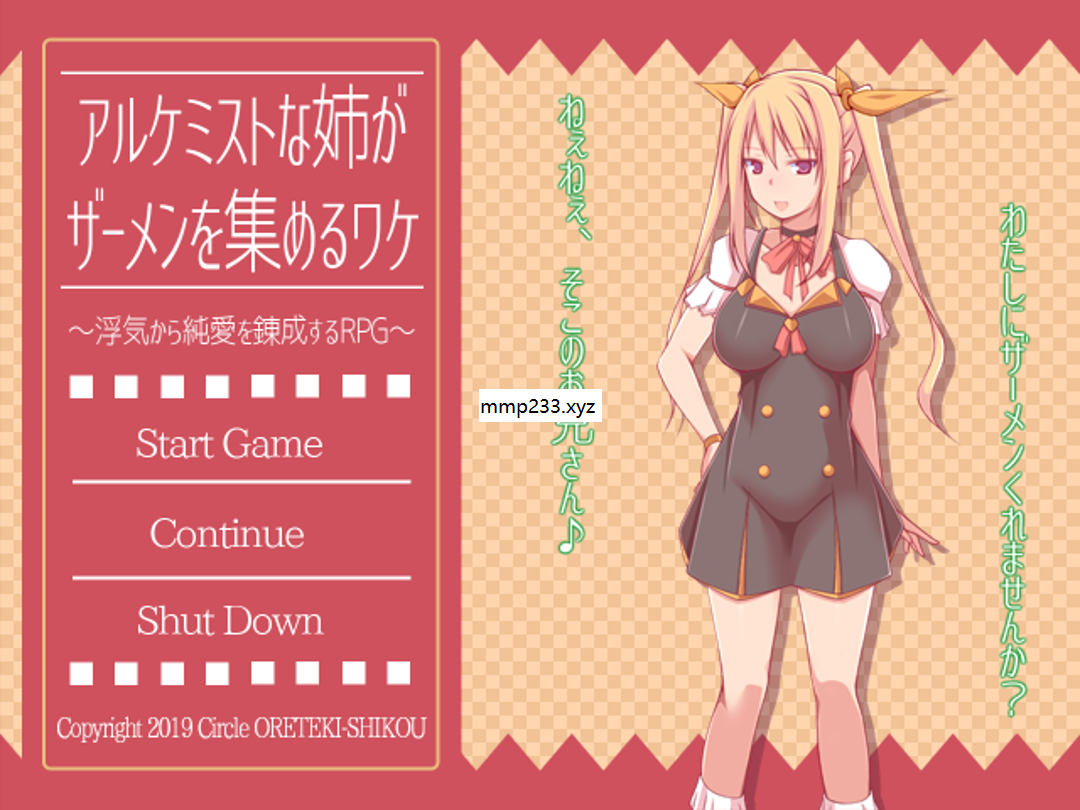 アルケミストな姉が
ザーメンを集めるワケ
～浮気から純愛を錬成するRPG～
Start Game
Continue
Shut Down
Copyright 2019 Circle ORETEKI-SHIKOU
ねぇねぇ、そこのお兄さん♪
mmp233.xyz
わたしにザーメンくれませんか？